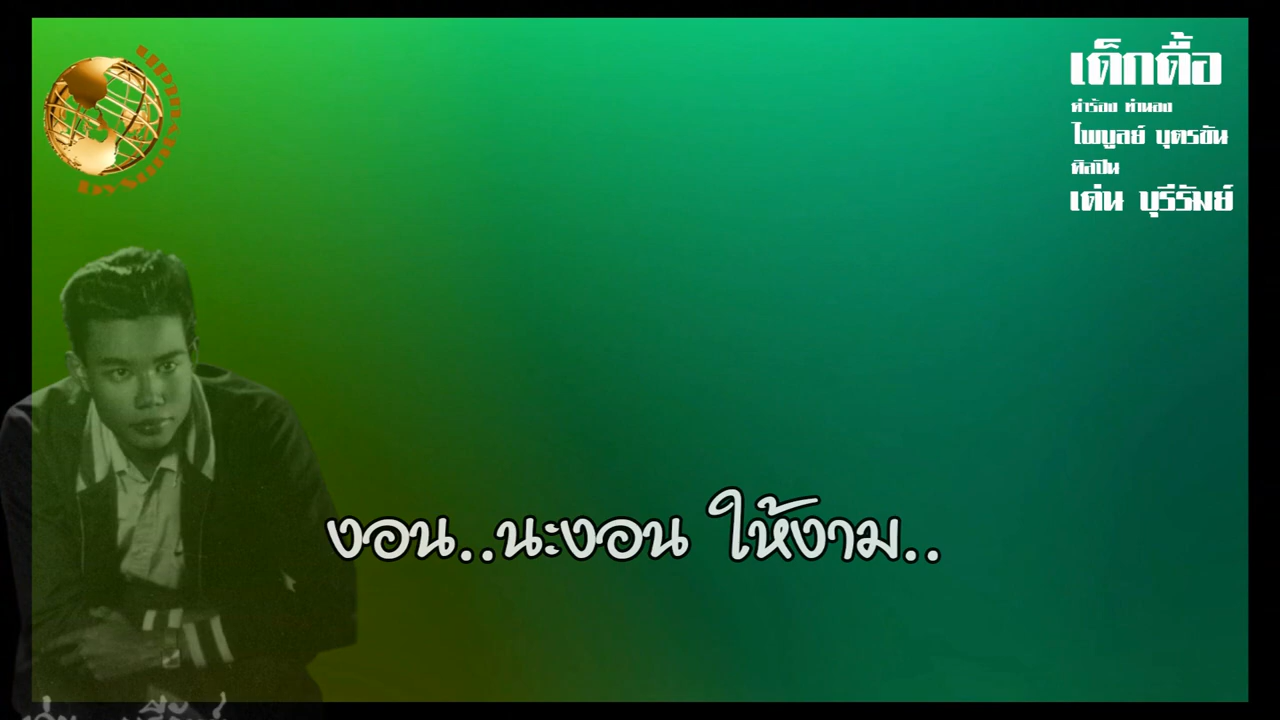 เด็กดื้อ
คำร้อง ทำนอง
ไพบูลย์ บุตรขัน
ศิลปิน
เด่น บุรีรัมย์
งอน..นะงอน ให้งาม..